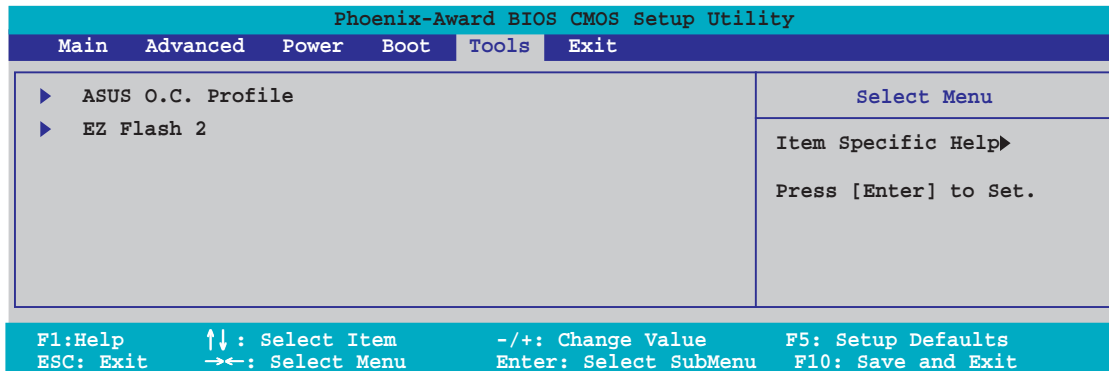 Phoenix-Award BIOS CMOS Setup Utility
Main Advanced Power Boot Tools Exit
ASUS O.C. Profile
EZ Flash 2
Select Menu
Item Specific Help
Press [Enter] to Set.
F1:Help ↑↓ : Select Item -/+: Change Value F5: Setup Defaults
ESC: Exit →←: Select Menu Enter: Select SubMenu F10: Save and Exit